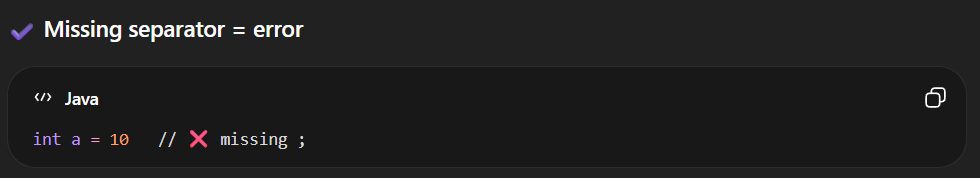 ✔ Missing separator = error
</> Java
int a = 10   // ❌ missing ;